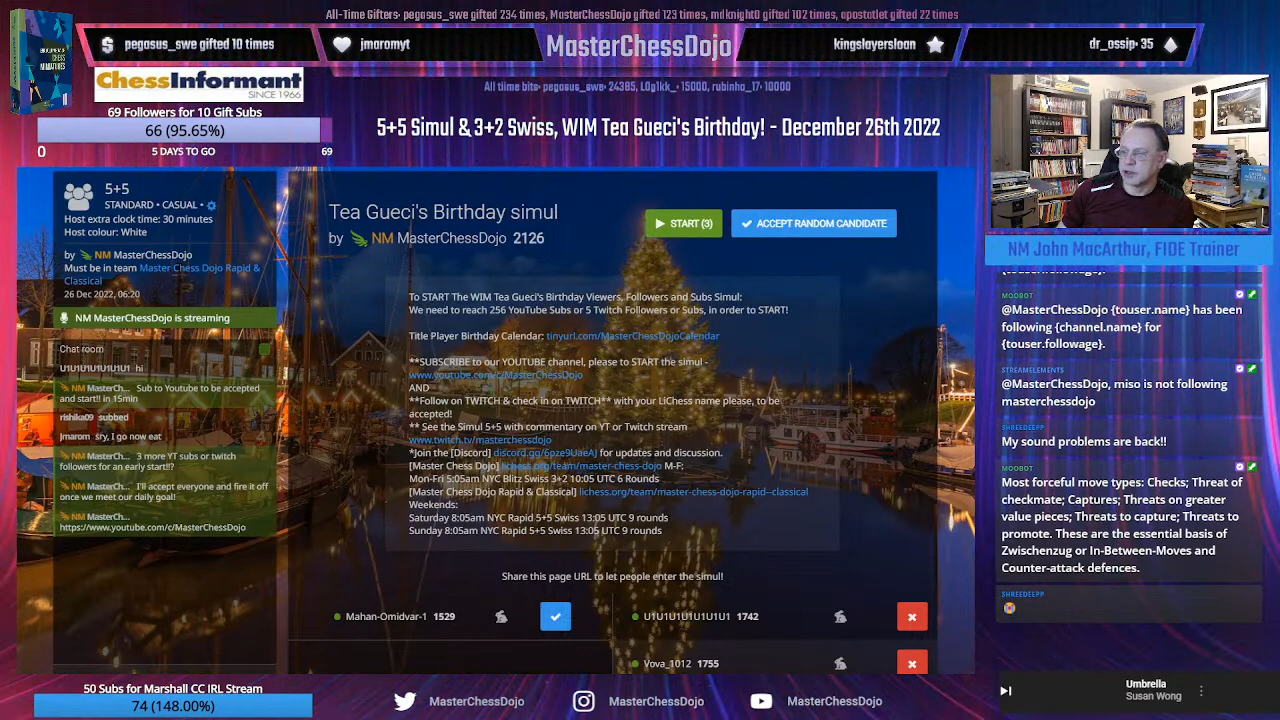 All-Time Gifters• pegasus_swe gifted 234 times, MasterChessDojo gifted 123 times, mdknight0 gifted 102 times, apostatlet gifted 22 times
pegasus_swe gifted 10 times
jmaromyt
MasterChessDojo
kingslayersloan
dr_ossip• 35
ChessInformant
SINCE 1966
All time bits• pegasus_swe• 24385, L0g1kk_• 15000, rubinho_17• 10000
69 Followers for 10 Gift Subs
66 (95.65%)
0
5 DAYS TO GO
69
5+5 Simul & 3+2 Swiss, WIM Tea Gueci's Birthday! - December 26th 2022
5+5
STANDARD • CASUAL •
Host extra clock time: 30 minutes
Host colour: White
by NM MasterChessDojo
Must be in team Master Chess Dojo Rapid &
Classical
26 Dec 2022, 06:20
NM MasterChessDojo is streaming
Chat room
U1U1U1U1U1U1U1 hi
NM MasterCh... Sub to Youtube to be accepted
and start!! in 15min
rishika09 subbed
Jmarom sry, I go now eat
NM MasterCh... 3 more YT subs or twitch
followers for an early start!!?
NM MasterCh... I'll accept everyone and fire it off
once we meet our daily goal!
NM MasterCh...
https://www.youtube.com/c/MasterChessDojo
Tea Gueci's Birthday simul
by NM MasterChessDojo 2126
START (3)
ACCEPT RANDOM CANDIDATE
To START The WIM Tea Gueci's Birthday Viewers, Followers and Subs Simul:
We need to reach 256 YouTube Subs or 5 Twitch Followers or Subs, in order to START!
Title Player Birthday Calendar: tinyurl.com/MasterChessDojoCalendar
**SUBSCRIBE to our YOUTUBE channel, please to START the simul -
www.youtube.com/c/MasterChessDojo
AND
**Follow on TWITCH & check in on TWITCH** with your LiChess name please, to be
accepted!
** See the Simul 5+5 with commentary on YT or Twitch stream
www.twitch.tv/masterchessdojo
*Join the [Discord] discord.gg/6pze9UaeAJ for updates and discussion.
[Master Chess Dojo] lichess.org/team/master-chess-dojo M-F:
Mon-Fri 5:05am NYC Blitz Swiss 3+2 10:05 UTC 6 Rounds
[Master Chess Dojo Rapid & Classical] lichess.org/team/master-chess-dojo-rapid--classical
Weekends:
Saturday 8:05am NYC Rapid 5+5 Swiss 13:05 UTC 9 rounds
Sunday 8:05am NYC Rapid 5+5 Swiss 13:05 UTC 9 rounds
Share this page URL to let people enter the simul!
Mahan-Omidvar-1 1529
U1U1U1U1U1U1U1 1742
Vova_1012 1755
NM John MacArthur, FIDE Trainer
{touser.followage}.
MOOBOT
@MasterChessDojo {touser.name} has been
following {channel.name} for
{touser.followage}.
STREAMELEMENTS
@MasterChessDojo, miso is not following
masterchessdojo
SHREEDEEPP
My sound problems are back!!
MOOBOT
Most forceful move types: Checks; Threat of
checkmate; Captures; Threats on greater
value pieces; Threats to capture; Threats to
promote. These are the essential basis of
Zwischenzug or In-Between-Moves and
Counter-attack defences.
SHREEDEEPP
50 Subs for Marshall CC IRL Stream
74 (148.00%)
MasterChessDojo
MasterChessDojo
MasterChessDojo
Umbrella
Susan Wong